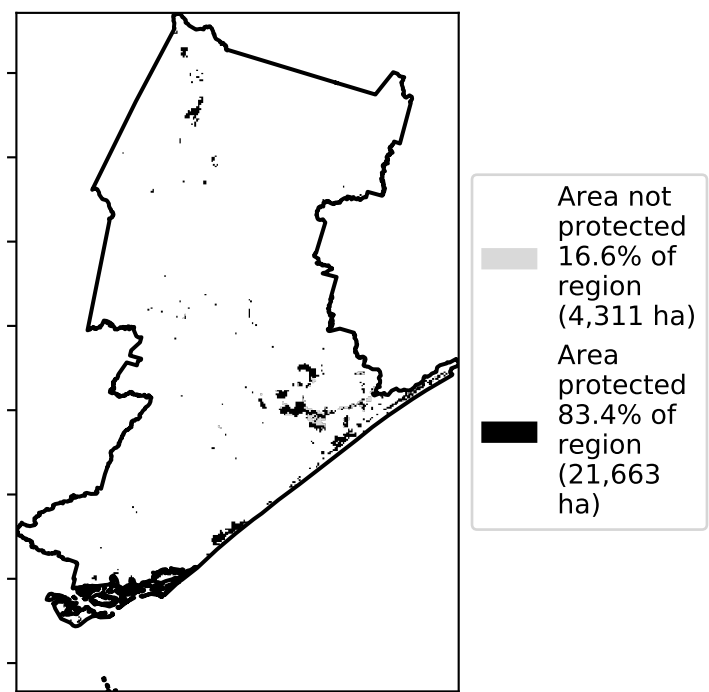 Area not
protected
16.6% of
region
(4,311 ha)
Area
protected
83.4% of
region
(21,663
ha)